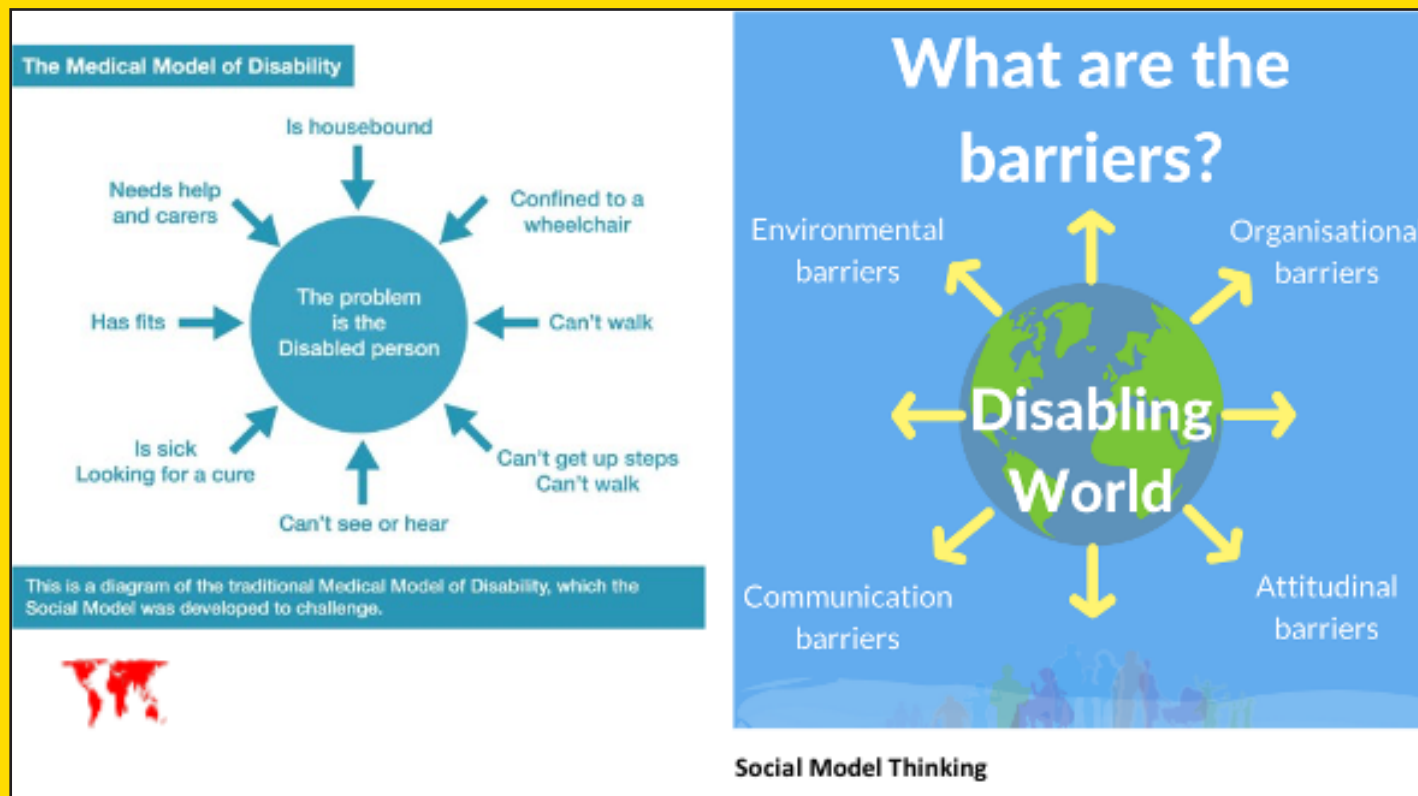 The Medical Model of Disability
Is housebound
Needs help
and carers
Confined to a
wheelchair
Has fits
The problem
is the
Disabled person
Can't walk
Is sick
Looking for a cure
Can't get up steps
Can't walk
Can't see or hear
This is a diagram of the traditional Medical Model of Disability, which the
Social Model was developed to challenge.
What are the
barriers?
Environmental
barriers
Organisationa
barriers
Disabling
World
Communication
barriers
Attitudinal
barriers
Social Model Thinking